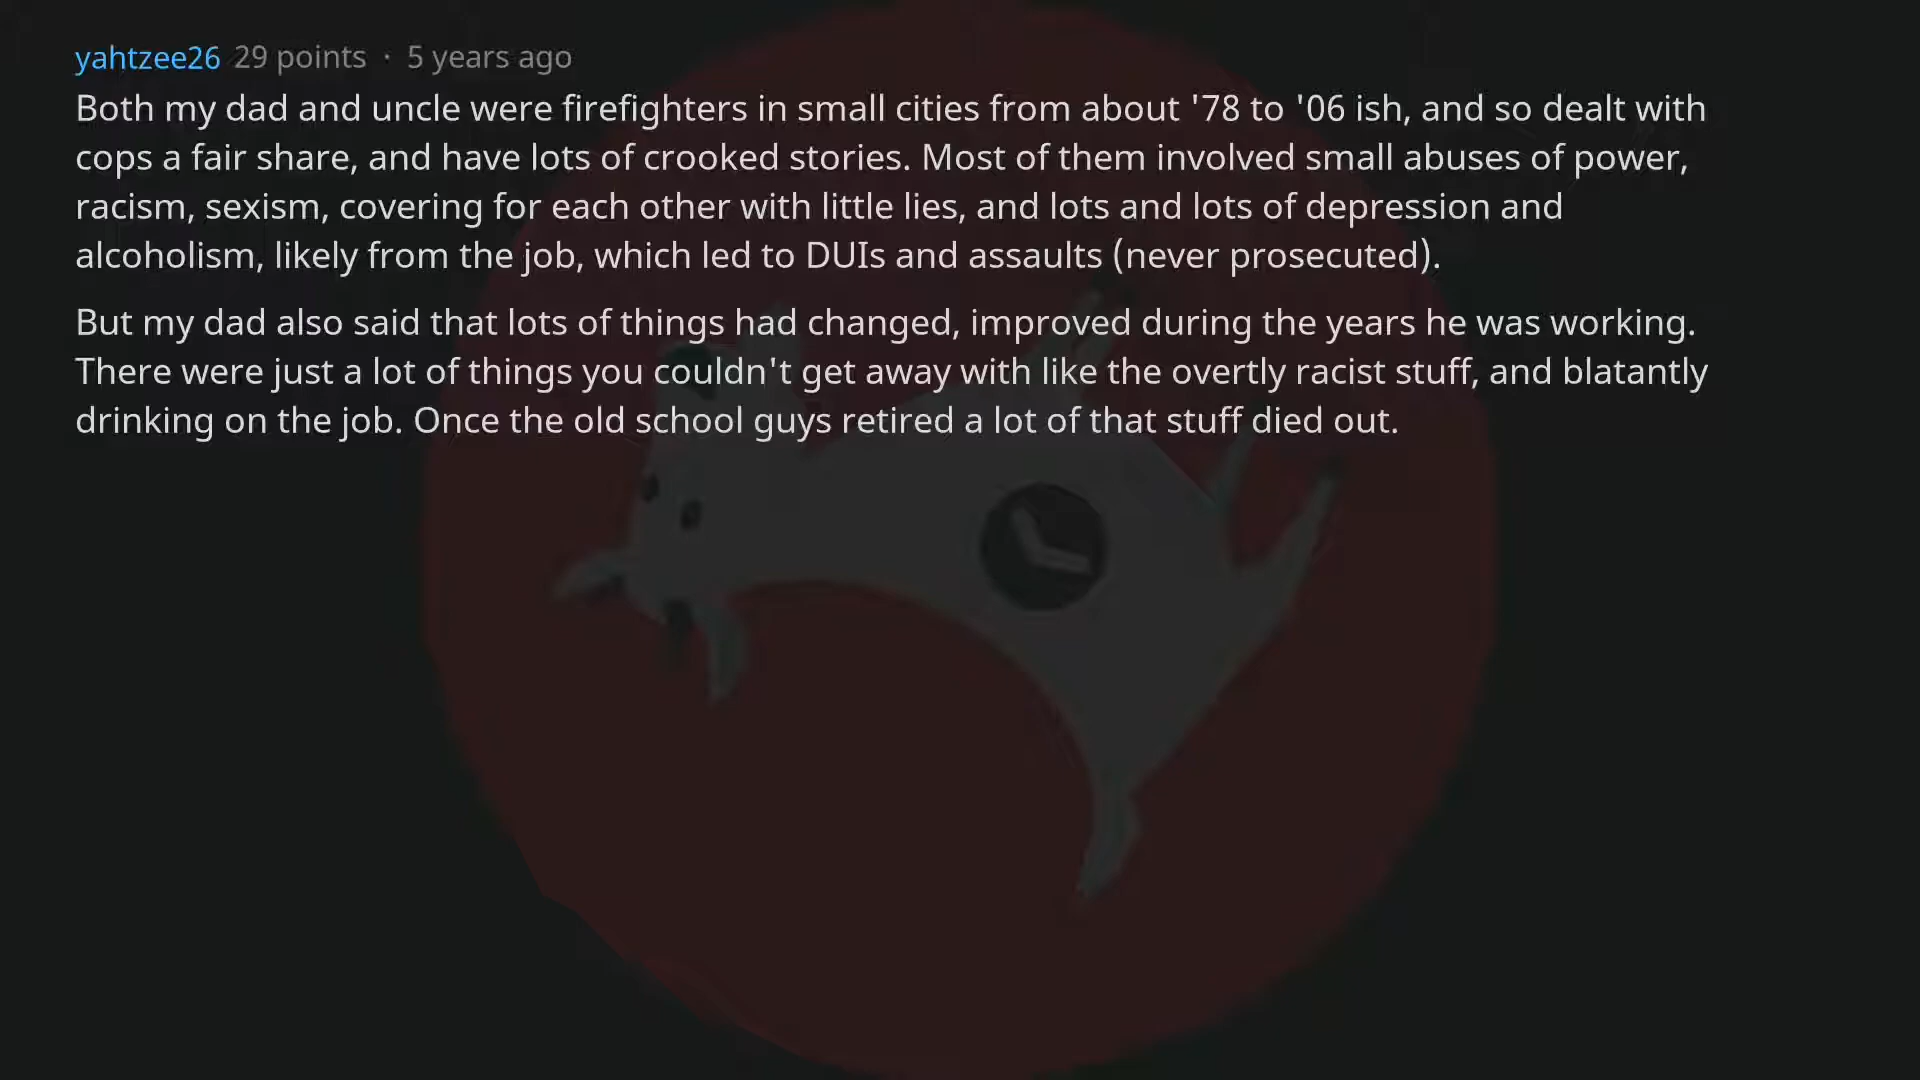 yahtzee26 29 points · 5 years ago
Both my dad and uncle were firefighters in small cities from about '78 to '06 ish, and so dealt with
cops a fair share, and have lots of crooked stories. Most of them involved small abuses of power,
racism, sexism, covering for each other with little lies, and lots and lots of depression and
alcoholism, likely from the job, which led to DUIs and assaults (never prosecuted).
But my dad also said that lots of things had changed, improved during the years he was working.
There were just a lot of things you couldn't get away with like the overtly racist stuff, and blatantly
drinking on the job. Once the old school guys retired a lot of that stuff died out.